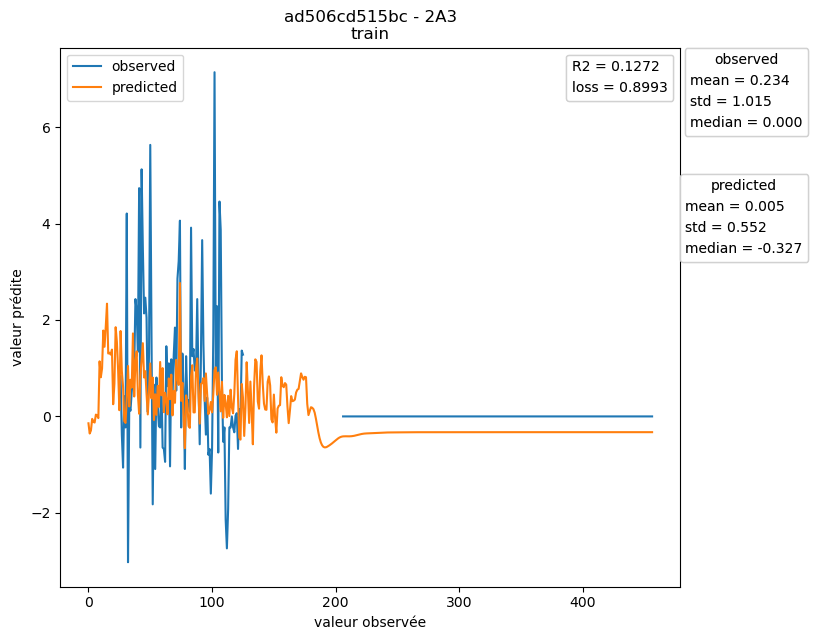 ad506cd515bc - 2A3
train
observed
predicted
R2 = 0.1272
loss = 0.8993
observed
mean = 0.234
std = 1.015
median = 0.000
predicted
mean = 0.005
std = 0.552
median = -0.327
valeur prédite
6
4
2
0
−2
0
100
200
300
400
valeur observée